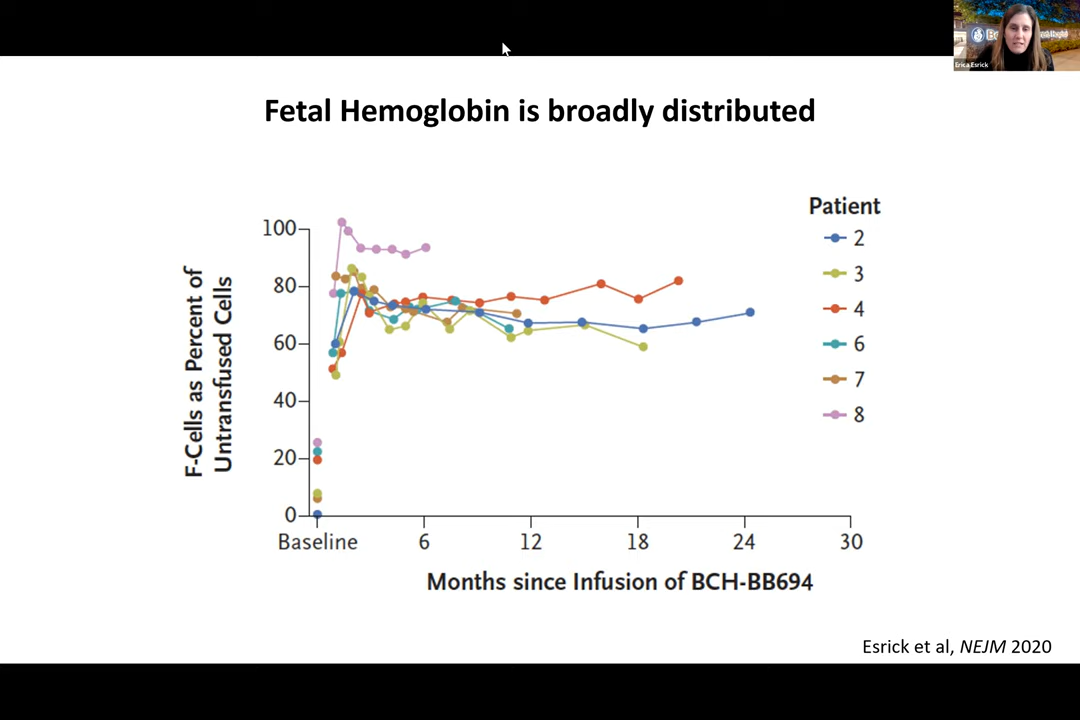 Erica Esrick
Fetal Hemoglobin is broadly distributed
F-Cells as Percent of
Untransfused Cells
100
80
60
40
20
0
Baseline
6
12
18
24
30
Months since Infusion of BCH-BB694
Patient
2
3
4
6
7
8
Esrick et al, NEJM 2020